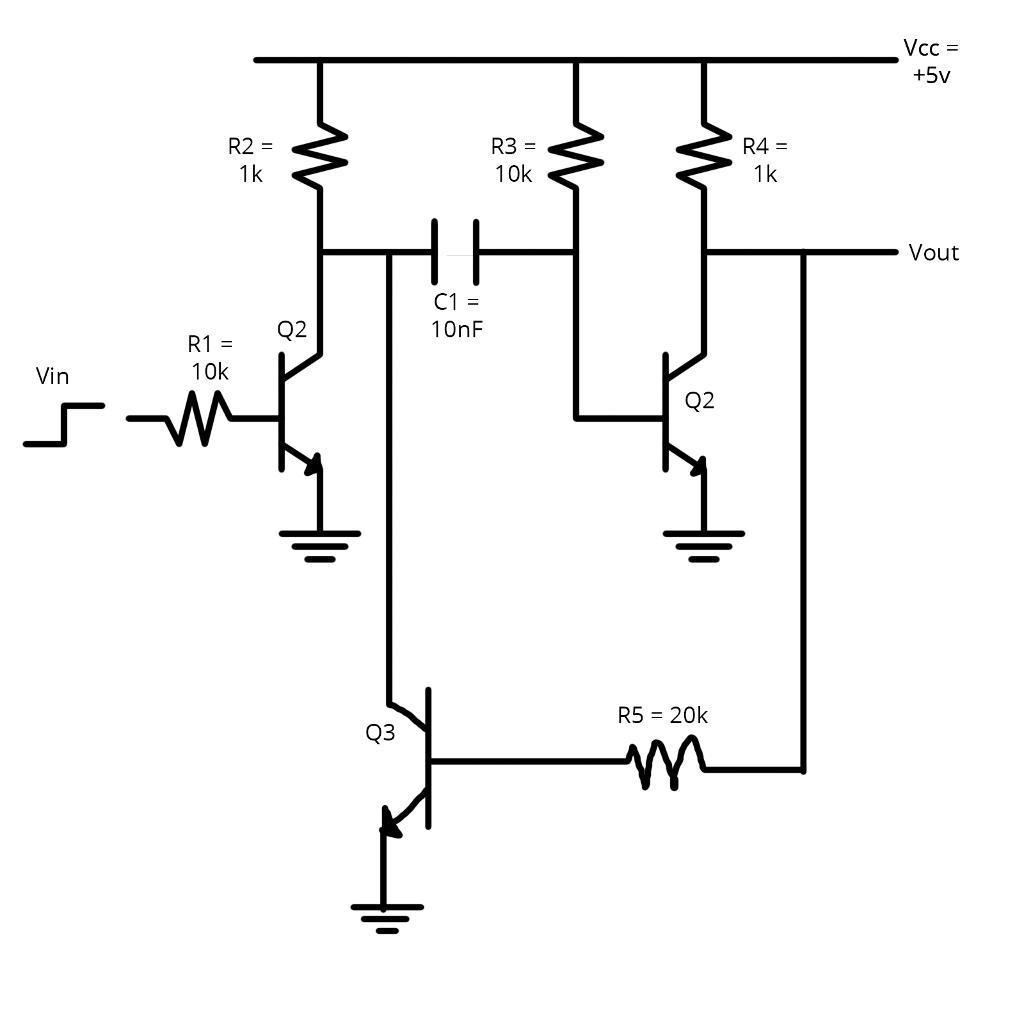 Vcc =
+5v
R2 =
1k
R3 =
10k
R4 =
1k
Vout
C1 =
10nF
Q2
R1 =
10k
Vin
Q2
R5 = 20k
Q3